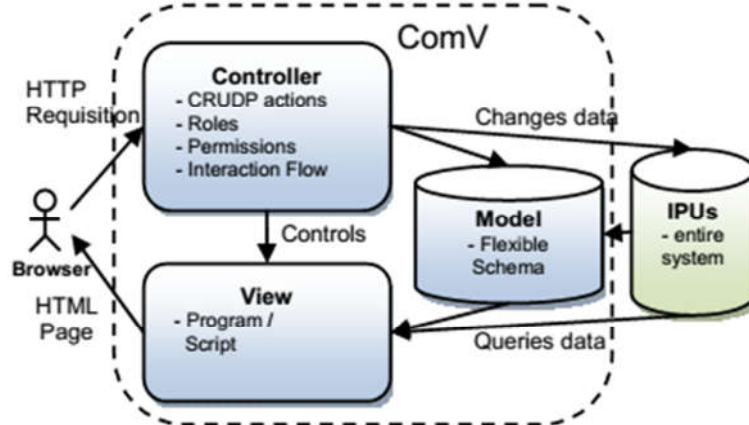 ComV
HTTP
Requisition
Controller
- CRUDP actions
- Roles
- Permissions
- Interaction Flow
Changes data
Model
- Flexible
Schema
IPUs
- entire
system
Controls
Browser
HTML
Page
View
- Program /
Script
Queries data